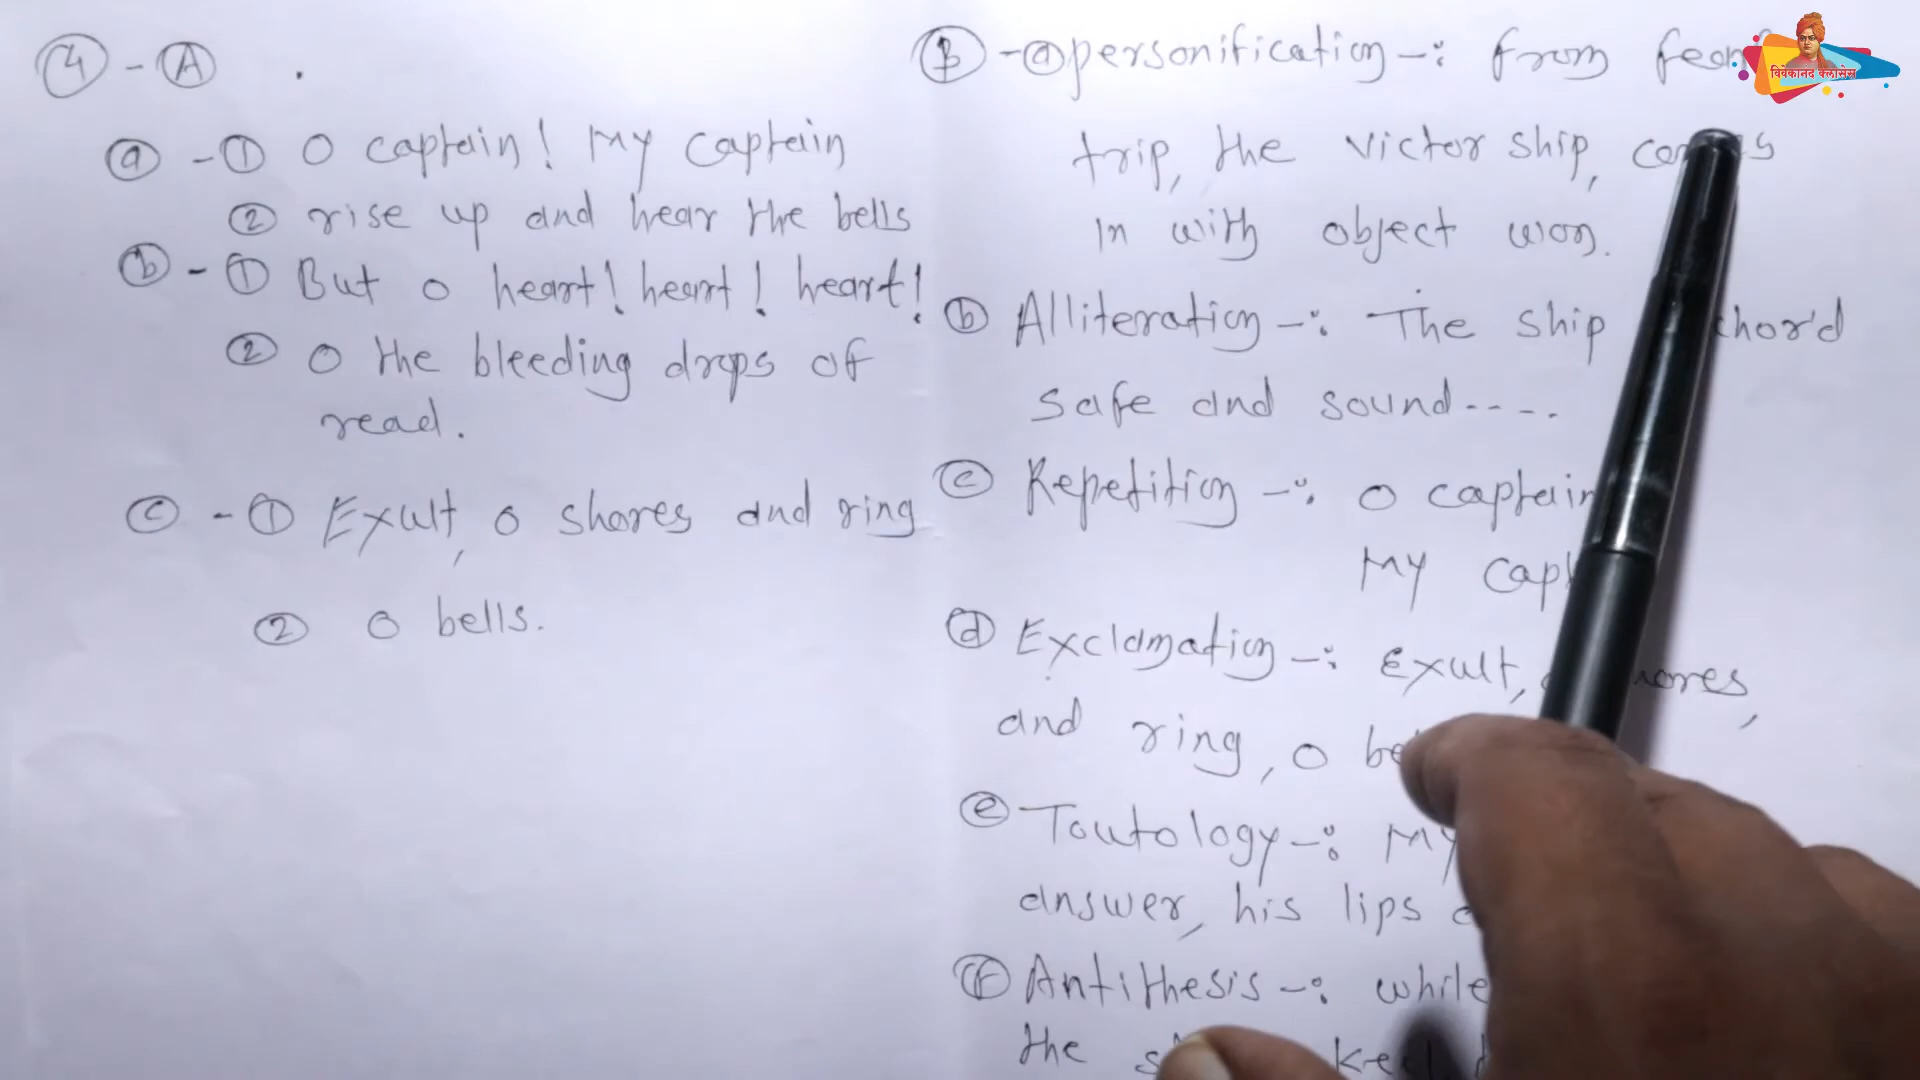 4 - A
a - 1 O captain! My captain
2 rise up and hear the bells
b - 1 But o heart! heart! heart!
2 O the bleeding drops of
read.
c - 1 Exult, o shores and ring
2 O bells.
B - a personification -: from
trip, the victor ship,
In with object won.
b Alliteration -: The ship
safe and sound----.
c Repetition -: O captain
My
d Exclamation -: Exult,
and ring, o
e Toutology -: My
answer, his lips
f Antithesis -: while
the
विवेकानंद क्लासेस